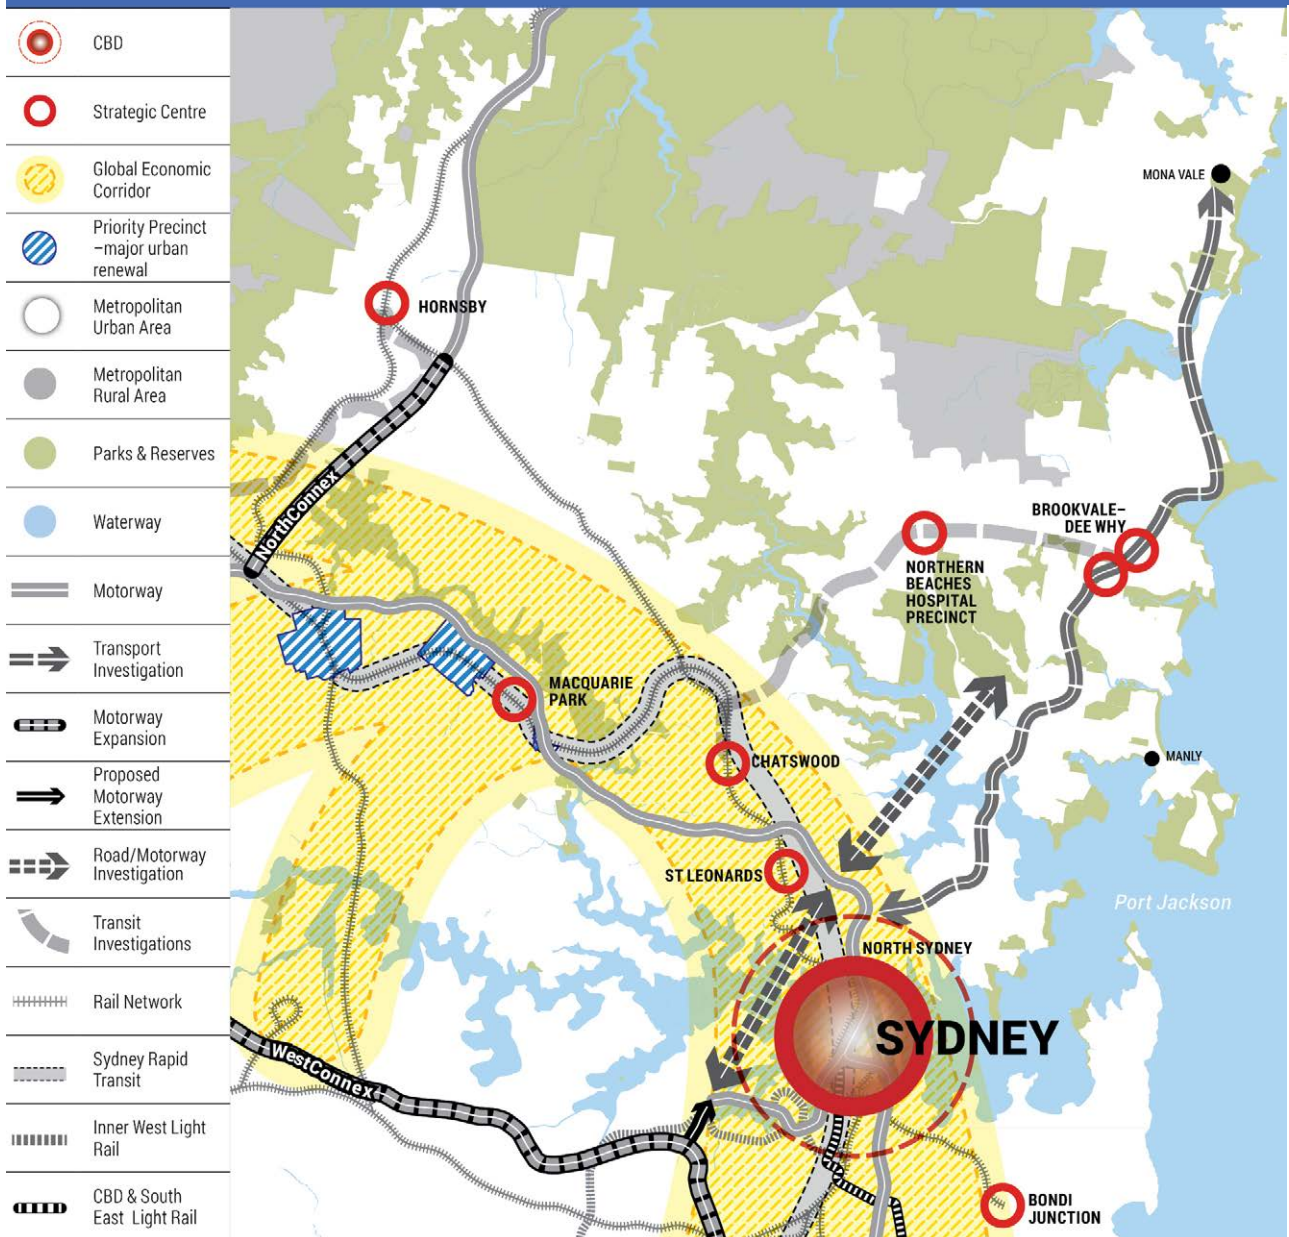 CBD
Strategic Centre
Global Economic
Corridor
Priority Precinct
–major urban
renewal
Metropolitan
Urban Area
Metropolitan
Rural Area
Parks & Reserves
Waterway
Motorway
Transport
Investigation
Motorway
Expansion
Proposed
Motorway
Extension
Road/Motorway
Investigation
Transit
Investigations
Rail Network
Sydney Rapid
Transit
Inner West Light
Rail
CBD & South
East Light Rail
MONA VALE
HORNSBY
NorthConnex
BROOKVALE–
DEE WHY
NORTHERN
BEACHES
HOSPITAL
PRECINCT
MACQUARIE
PARK
CHATSWOOD
MANLY
ST LEONARDS
Port Jackson
NORTH SYDNEY
SYDNEY
WestConnex
BONDI
JUNCTION